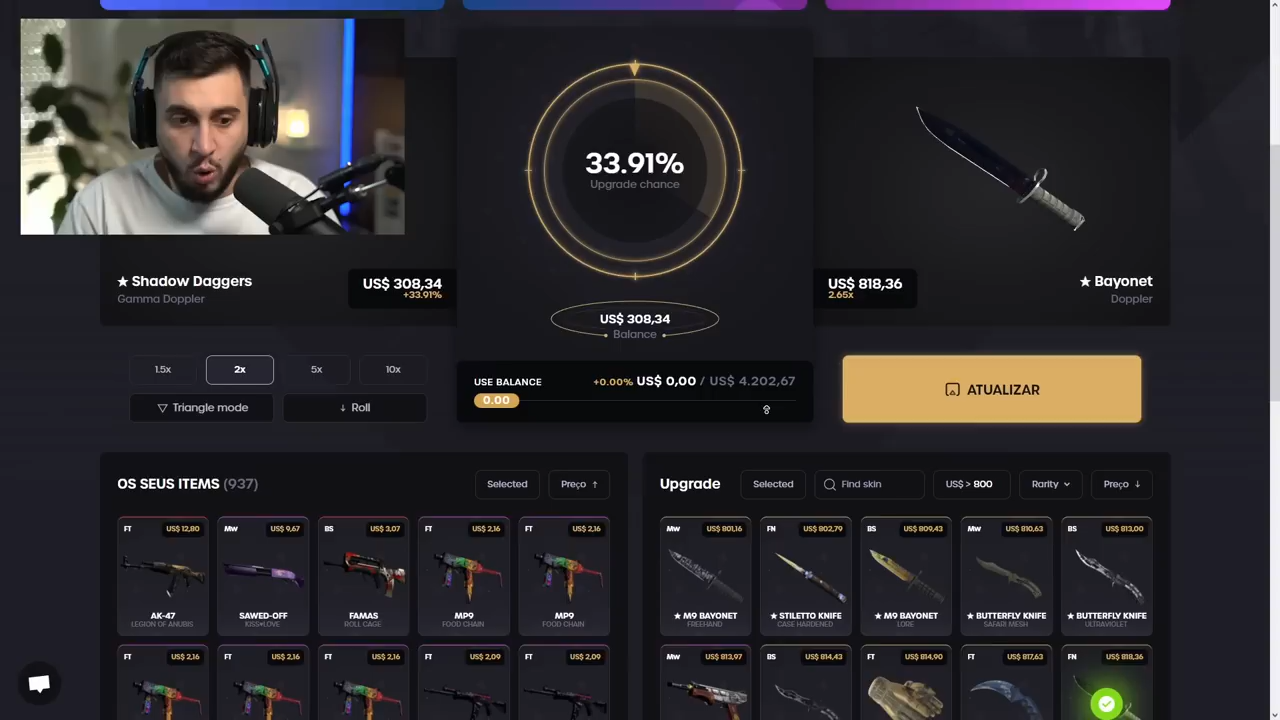 33.91%
Upgrade chance
★ Shadow Daggers
Gamma Doppler
US$ 308,34
+33.91%
US$ 818,36
2.65x
★ Bayonet
Doppler
US$ 308,34
Balance
1.5x
2x
5x
10x
Triangle mode
Roll
USE BALANCE
+0.00% US$ 0,00 / US$ 4.202,67
0.00
ATUALIZAR
OS SEUS ITEMS (937)
Selected
Preço ↑
FT US$ 12,80
AK-47
LEGION OF ANUBIS
MW US$ 9,67
SAWED-OFF
KISS♥LOVE
BS US$ 3,07
FAMAS
ROLL CAGE
FT US$ 2,16
MP9
FOOD CHAIN
FT US$ 2,16
MP9
FOOD CHAIN
FT US$ 2,16
FT US$ 2,16
FT US$ 2,16
FT US$ 2,09
FT US$ 2,09
Upgrade
Selected
Find skin
US$ > 800
Rarity
Preço ↓
MW US$ 801,16
★ M9 BAYONET
FREEHAND
FN US$ 802,79
★ STILETTO KNIFE
CASE HARDENED
BS US$ 809,43
★ M9 BAYONET
LORE
MW US$ 810,63
★ BUTTERFLY KNIFE
SAFARI MESH
BS US$ 813,00
★ BUTTERFLY KNIFE
ULTRAVIOLET
MW US$ 813,97
BS US$ 814,43
FT US$ 814,90
FT US$ 817,63
FN US$ 818,36